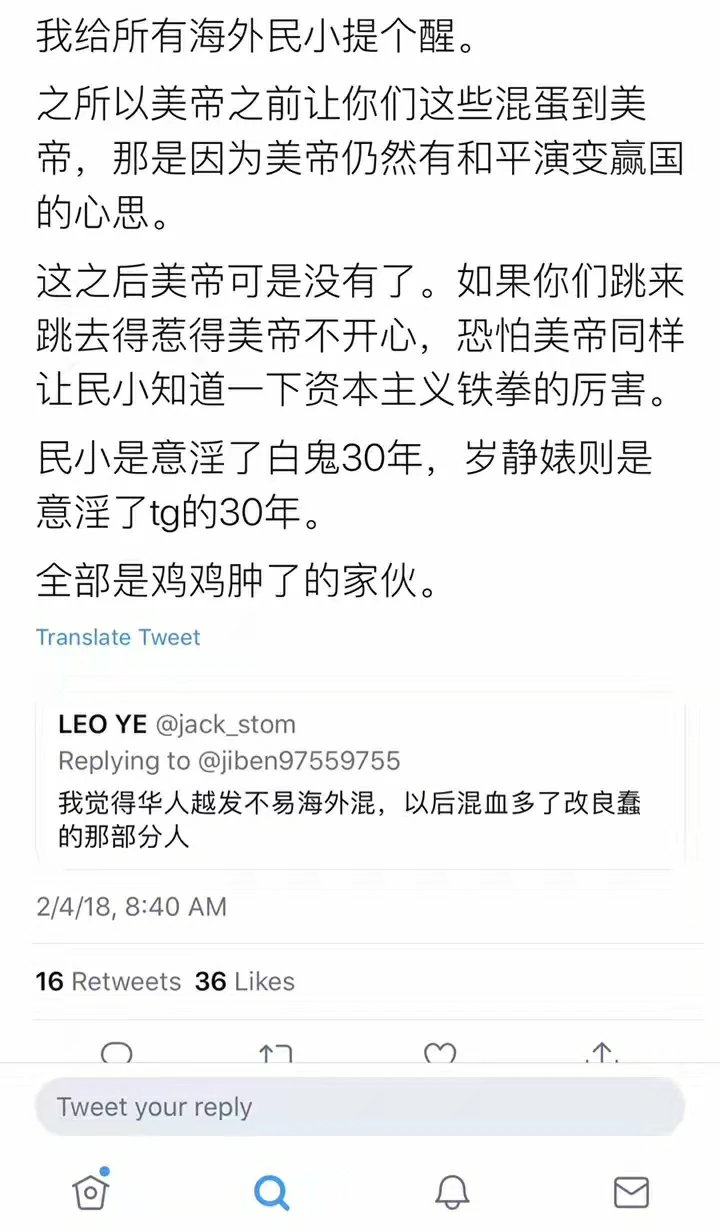 我给所有海外民小提个醒。
之所以美帝之前让你们这些混蛋到美
帝，那是因为美帝仍然有和平演变赢国
的心思。
这之后美帝可是没有了。如果你们跳来
跳去得惹得美帝不开心，恐怕美帝同样
让民小知道一下资本主义铁拳的厉害。
民小是意淫了白鬼30年，岁静婊则是
意淫了tg的30年。
全部是鸡鸡肿了的家伙。
Translate Tweet
LEO YE @jack_stom
Replying to @jiben97559755
我觉得华人越发不易海外混，以后混血多了改良蠢
的那部分人
2/4/18, 8:40 AM
16 Retweets 36 Likes
Tweet your reply